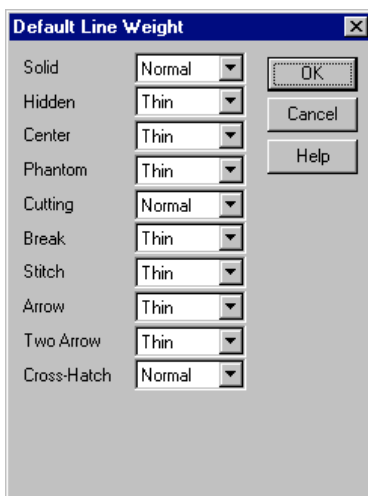 Default Line Weight
Solid Normal OK
Hidden Thin
Cancel
Center Thin
Phantom Thin Help
Cutting Normal
Break Thin
Stitch Thin
Arrow Thin
Two Arrow Thin
Cross-Hatch Normal